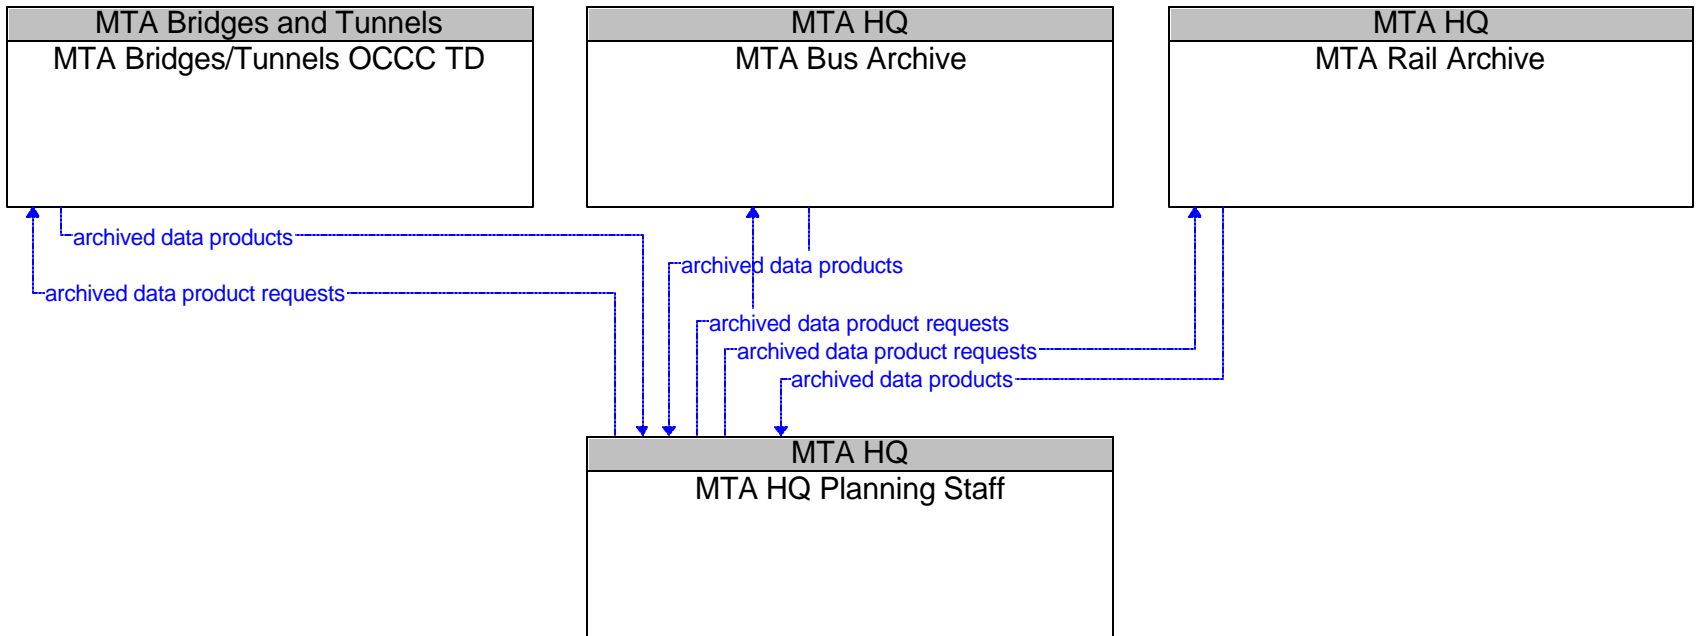 MTA Bridges and Tunnels
MTA Bridges/Tunnels OCCC TD
MTA HQ
MTA Bus Archive
MTA HQ
MTA Rail Archive
archived data products
archived data products
archived data product requests
archived data product requests
archived data product requests
archived data products
MTA HQ
MTA HQ Planning Staff